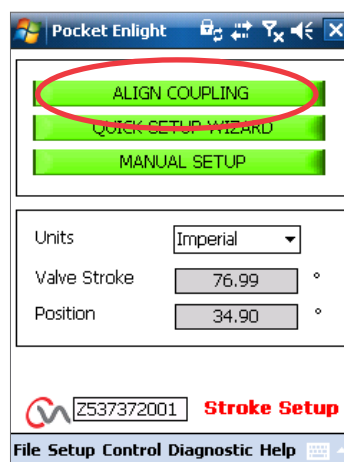 Pocket Enlight
ALIGN COUPLING
QUICK SETUP WIZARD
MANUAL SETUP
Units Imperial
Valve Stroke 76.99 °
Position 34.90 °
Z537372001 Stroke Setup
File Setup Control Diagnostic Help